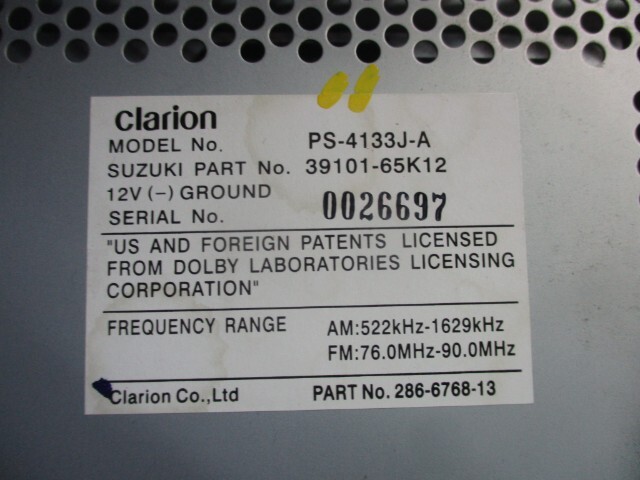 clarion
MODEL No. PS-4133J-A
SUZUKI PART No. 39101-65K12
12V (-) GROUND
SERIAL No. 0026697
"US AND FOREIGN PATENTS LICENSED
FROM DOLBY LABORATORIES LICENSING
CORPORATION"
FREQUENCY RANGE AM:522kHz-1629kHz
FM:76.0MHz-90.0MHz
Clarion Co.,Ltd PART No. 286-6768-13